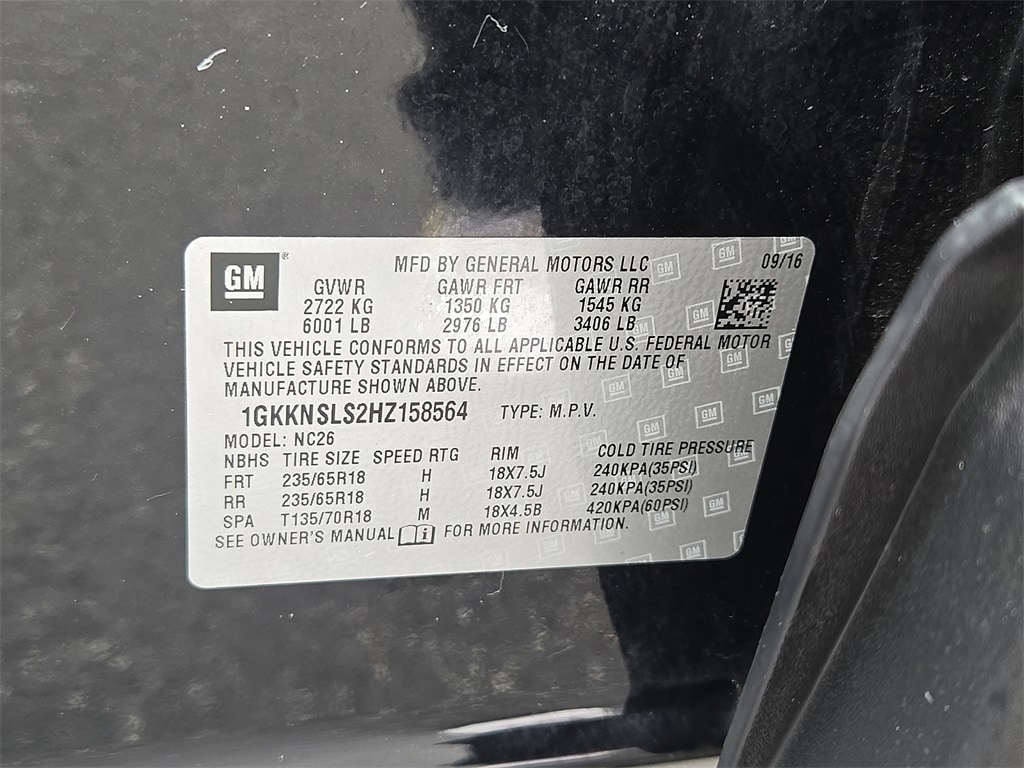 GM ® MFD BY GENERAL MOTORS LLC 09/16
GVWR GAWR FRT GAWR RR
2722 KG 1350 KG 1545 KG
6001 LB 2976 LB 3406 LB
THIS VEHICLE CONFORMS TO ALL APPLICABLE U.S. FEDERAL MOTOR
VEHICLE SAFETY STANDARDS IN EFFECT ON THE DATE OF
MANUFACTURE SHOWN ABOVE.
1GKKNSLS2HZ158564 TYPE: M.P.V.
MODEL: NC26
NBHS TIRE SIZE SPEED RTG RIM COLD TIRE PRESSURE
FRT 235/65R18 H 18X7.5J 240KPA(35PSI)
RR 235/65R18 H 18X7.5J 240KPA(35PSI)
SPA T135/70R18 M 18X4.5B 420KPA(60PSI)
SEE OWNER'S MANUAL FOR MORE INFORMATION.